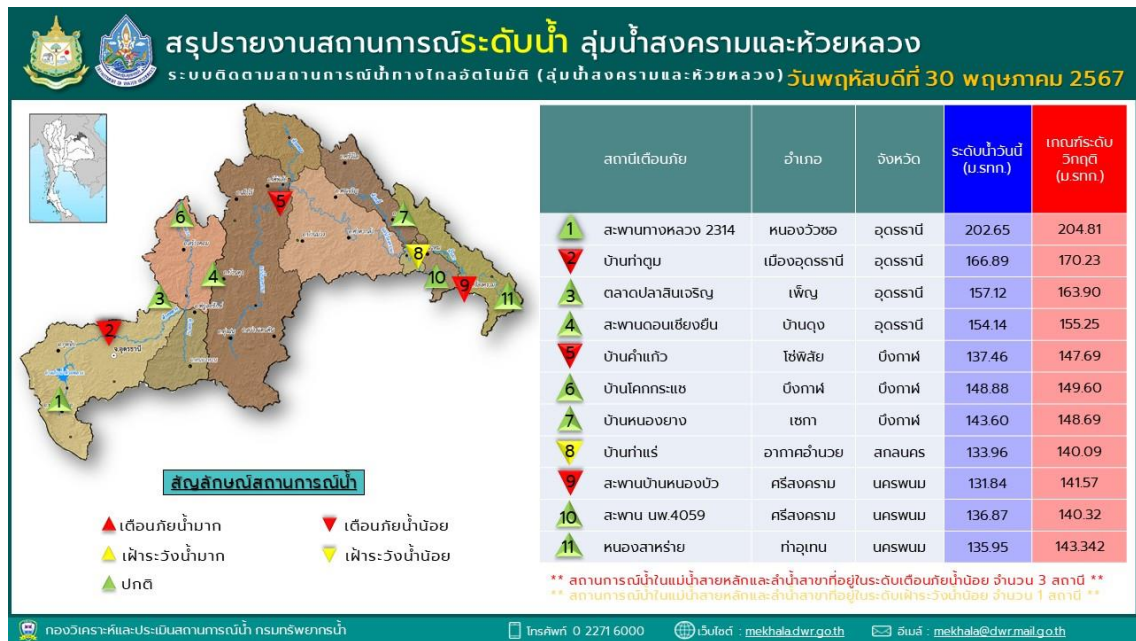 สรุปรายงานสถานการณ์ระดับน้ำ ลุ่มน้ำสงครามและห้วยหลวง
ระบบติดตามสถานการณ์น้ำทางไกลอัตโนมัติ (ลุ่มน้ำสงครามและห้วยหลวง) วันพฤหัสบดีที่ 30 พฤษภาคม 2567
สถานีเตือนภัย อำเภอ จังหวัด ระดับน้ำวันนี้ (ม.รทก.) เกณฑ์ระดับวิกฤติ (ม.รทก.)
1 สะพานทางหลวง 2314 หนองวัวซอ อุดรธานี 202.65 204.81
2 บ้านท่าตูม เมืองอุดรธานี อุดรธานี 166.89 170.23
3 ตลาดปลาสินเจริญ เพ็ญ อุดรธานี 157.12 163.90
4 สะพานดอนเชียงยืน บ้านดุง อุดรธานี 154.14 155.25
5 บ้านคำแก้ว โซ่พิสัย บึงกาฬ 137.46 147.69
6 บ้านโคกกระแซ บึงกาฬ บึงกาฬ 148.88 149.60
7 บ้านหนองยาง เซกา บึงกาฬ 143.60 148.69
8 บ้านท่าแร่ อากาศอำนวย สกลนคร 133.96 140.09
9 สะพานบ้านหนองบัว ศรีสงคราม นครพนม 131.84 141.57
10 สะพาน นพ.4059 ศรีสงคราม นครพนม 136.87 140.32
11 หนองสาหร่าย ท่าอุเทน นครพนม 135.95 143.342
6
5
7
8
4
10
9
11
3
2
จ.อุดรธานี
1
สัญลักษณ์สถานการณ์น้ำ
เตือนภัยน้ำมาก เตือนภัยน้ำน้อย
เฝ้าระวังน้ำมาก เฝ้าระวังน้ำน้อย
ปกติ
** สถานการณ์น้ำในแม่น้ำสายหลักและลำน้ำสาขาที่อยู่ในระดับเตือนภัยน้ำน้อย จำนวน 3 สถานี **
** สถานการณ์น้ำในแม่น้ำสายหลักและลำน้ำสาขาที่อยู่ในระดับเฝ้าระวังน้ำน้อย จำนวน 1 สถานี **
กองวิเคราะห์และประเมินสถานการณ์น้ำ กรมทรัพยากรน้ำ โทรศัพท์ 0 2271 6000 เว็บไซต์ : mekhala.dwr.go.th อีเมล์ : mekhala@dwr.mail.go.th